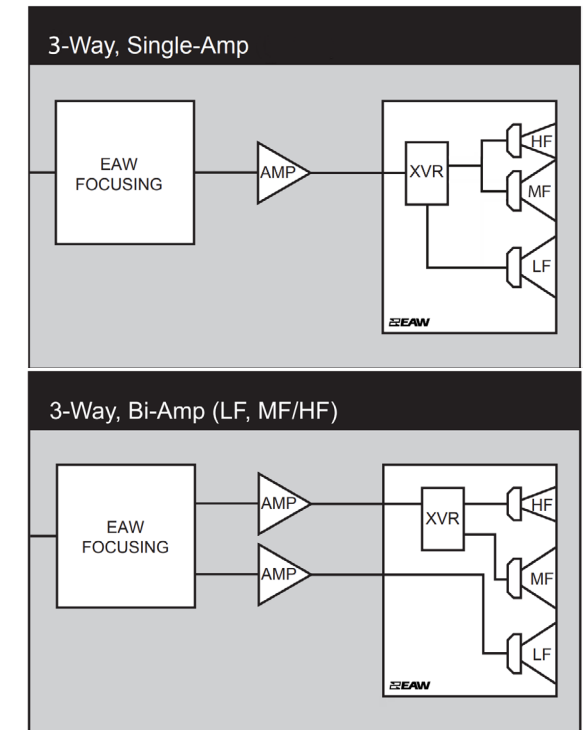 3-Way, Single-Amp
EAW
FOCUSING
AMP
XVR
HF
MF
LF
EAW
3-Way, Bi-Amp (LF, MF/HF)
EAW
FOCUSING
AMP
AMP
XVR
HF
MF
LF
EAW